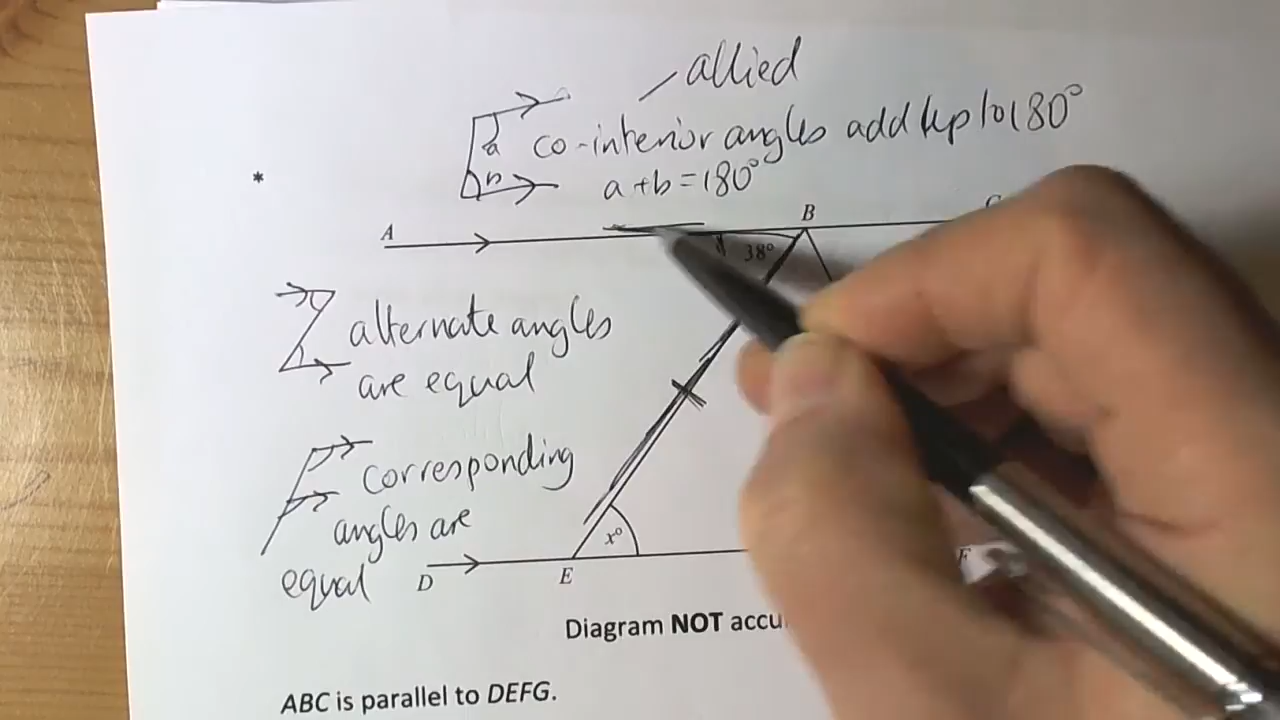 allied
co-interior angles add up to 180°
a
b
a + b = 180°
*
A
B
38°
alternate angles
are equal
corresponding
angles are
equal
x°
D
E
F
Diagram NOT
ABC is parallel to DEFG.